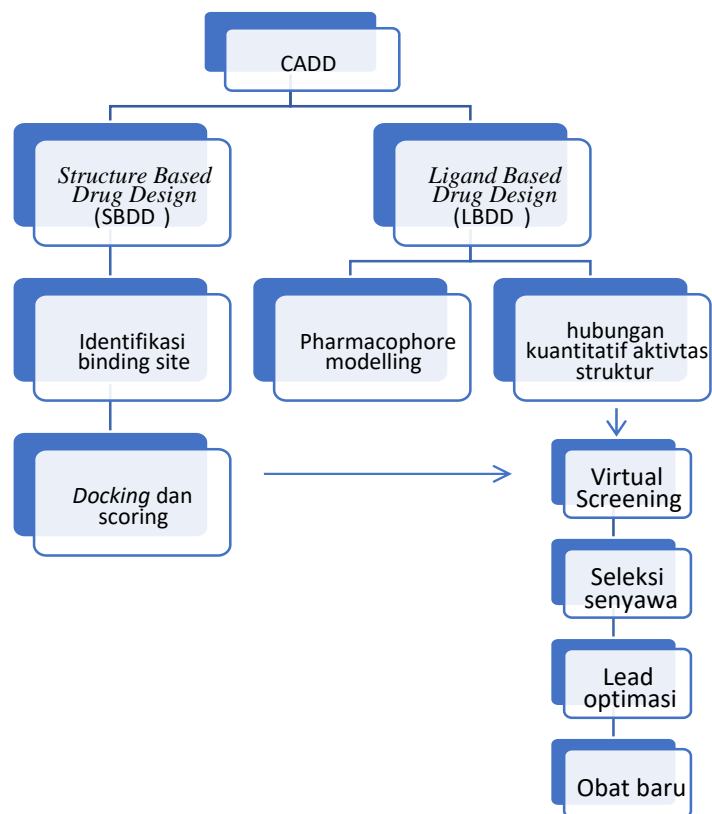 CADD
Structure Based
Drug Design
(SBDD )
Ligand Based
Drug Design
(LBDD )
Identifikasi
binding site
Pharmacophore
modelling
hubungan
kuantitatif aktivtas
struktur
Docking dan
scoring
Virtual
Screening
Seleksi
senyawa
Lead
optimasi
Obat baru